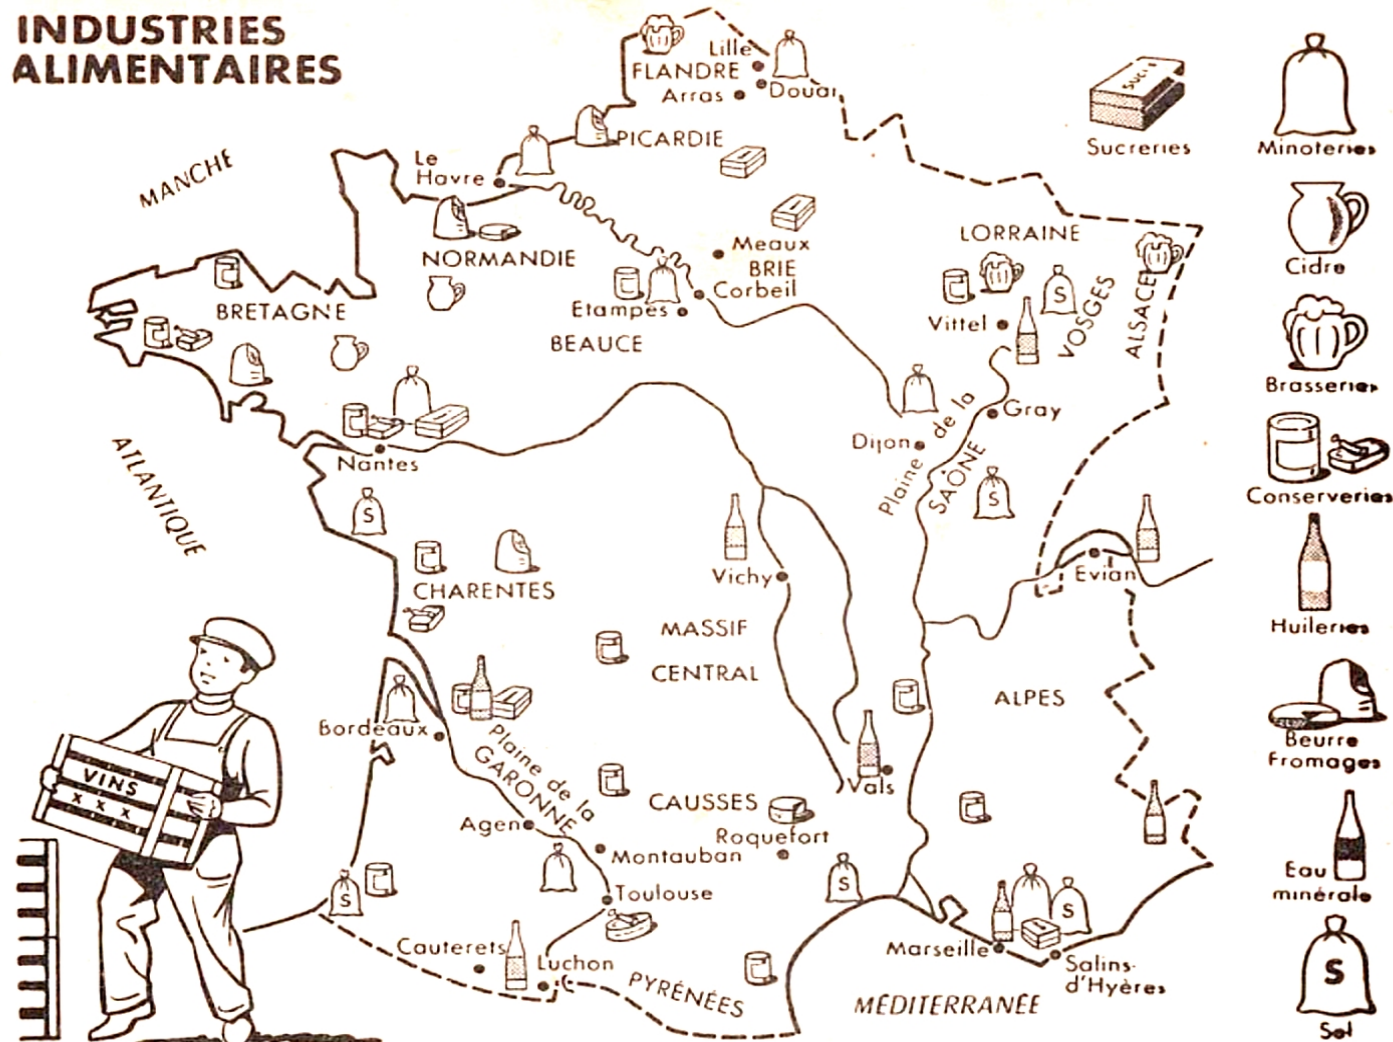 INDUSTRIES
ALIMENTAIRES
MANCHE
Lille
FLANDRE
Arras
Douai
PICARDIE
Le
Havre
NORMANDIE
Meaux
BRIE
Corbeil
Etampes
BEAUCE
BRETAGNE
LORRAINE
Vittel
VOSGES
ALSACE
Gray
Dijon
Plaine de la
SAÔNE
S
S
ATLANTIQUE
Nantes
S
CHARENTES
Vichy
MASSIF
CENTRAL
Evian
ALPES
Bordeaux
Plaine de la
GARONNE
Vals
CAUSSES
Roquefort
Agen
Montauban
Toulouse
S
S
S
Cauterets
Luchon
PYRÉNÉES
Marseille
Salins-
d'Hyères
MÉDITERRANÉE
VINS
x x x
SUCRE
Sucreries
Minoteries
Cidre
Brasseries
Conserveries
Huileries
Beurre
Fromages
Eau
minérale
S
Sel